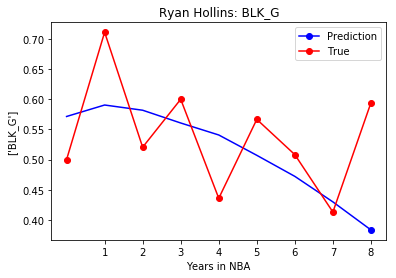 Ryan Hollins: BLK_G
Prediction
True
['BLK_G']
0.70
0.65
0.60
0.55
0.50
0.45
0.40
1 2 3 4 5 6 7 8
Years in NBA